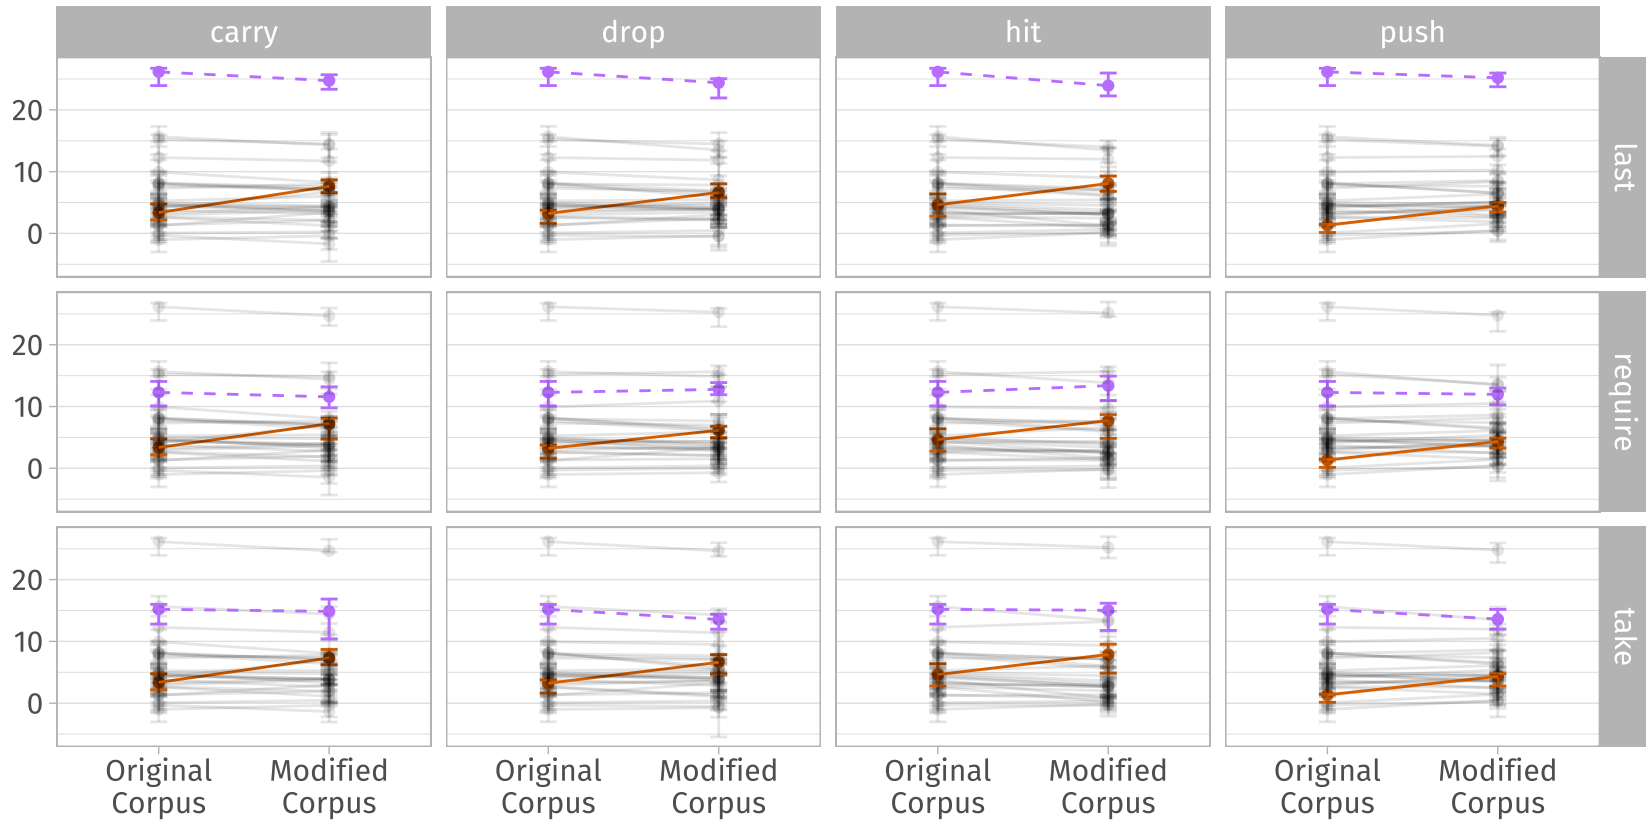 carry drop hit push
20
10
0
last
20
10
0
require
20
10
0
take
Original Modified Original Modified Original Modified Original Modified
Corpus Corpus Corpus Corpus Corpus Corpus Corpus Corpus